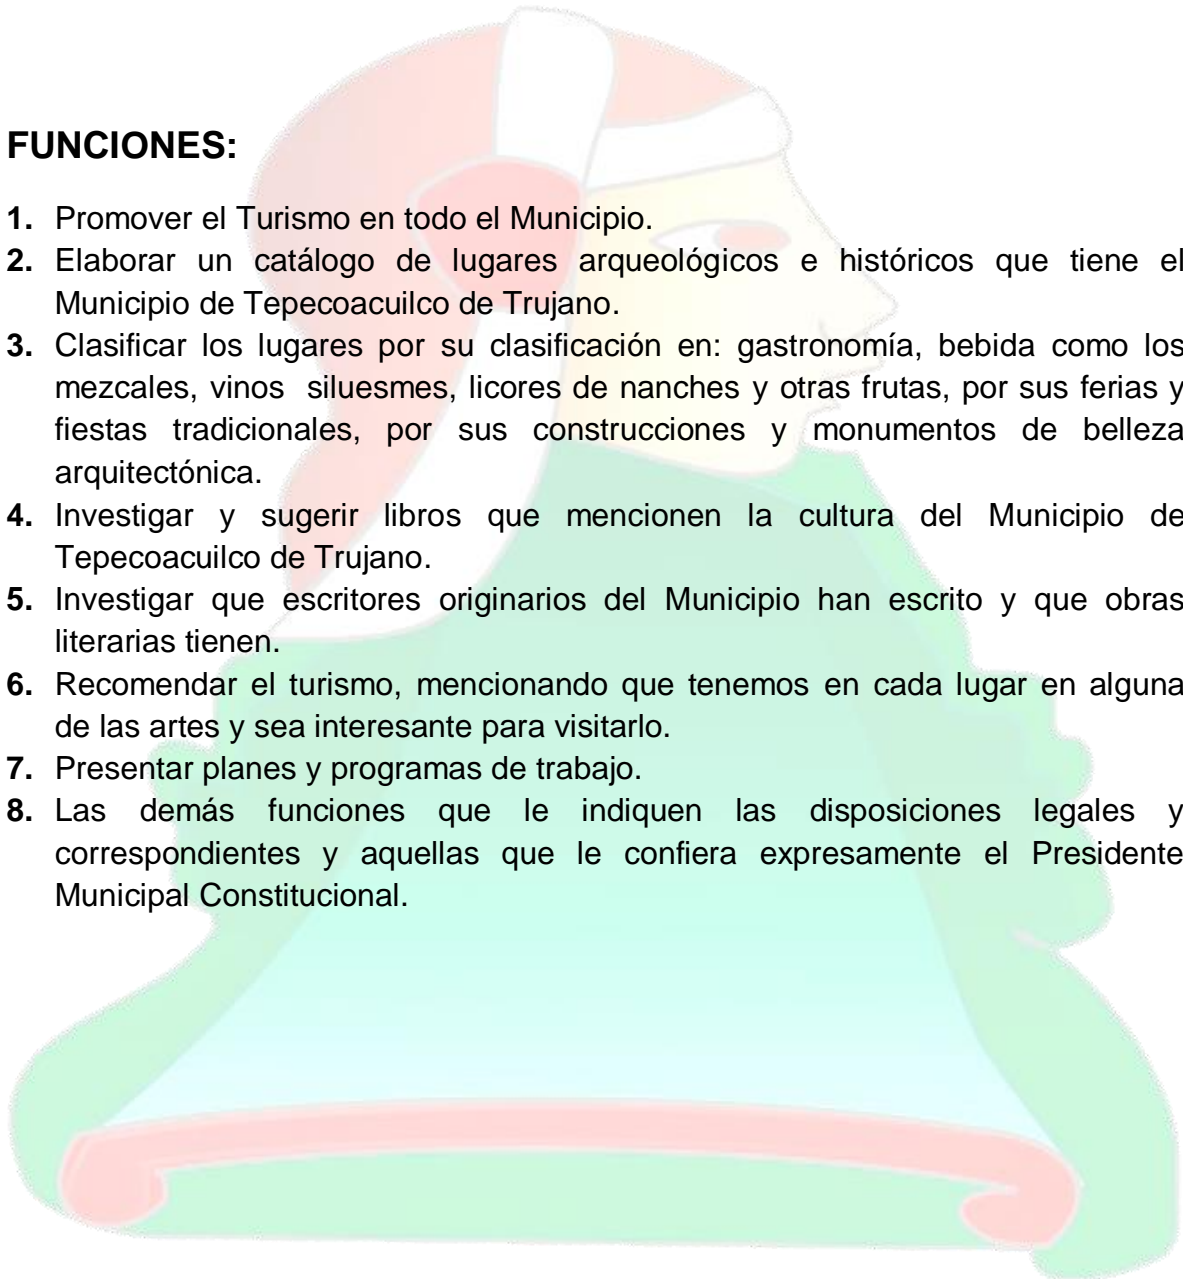 FUNCIONES:
1. Promover el Turismo en todo el Municipio.
2. Elaborar un catálogo de lugares arqueológicos e históricos que tiene el
Municipio de Tepecoacuilco de Trujano.
3. Clasificar los lugares por su clasificación en: gastronomía, bebida como los
mezcales, vinos siluesmes, licores de nanches y otras frutas, por sus ferias y
fiestas tradicionales, por sus construcciones y monumentos de belleza
arquitectónica.
4. Investigar y sugerir libros que mencionen la cultura del Municipio de
Tepecoacuilco de Trujano.
5. Investigar que escritores originarios del Municipio han escrito y que obras
literarias tienen.
6. Recomendar el turismo, mencionando que tenemos en cada lugar en alguna
de las artes y sea interesante para visitarlo.
7. Presentar planes y programas de trabajo.
8. Las demás funciones que le indiquen las disposiciones legales y
correspondientes y aquellas que le confiera expresamente el Presidente
Municipal Constitucional.